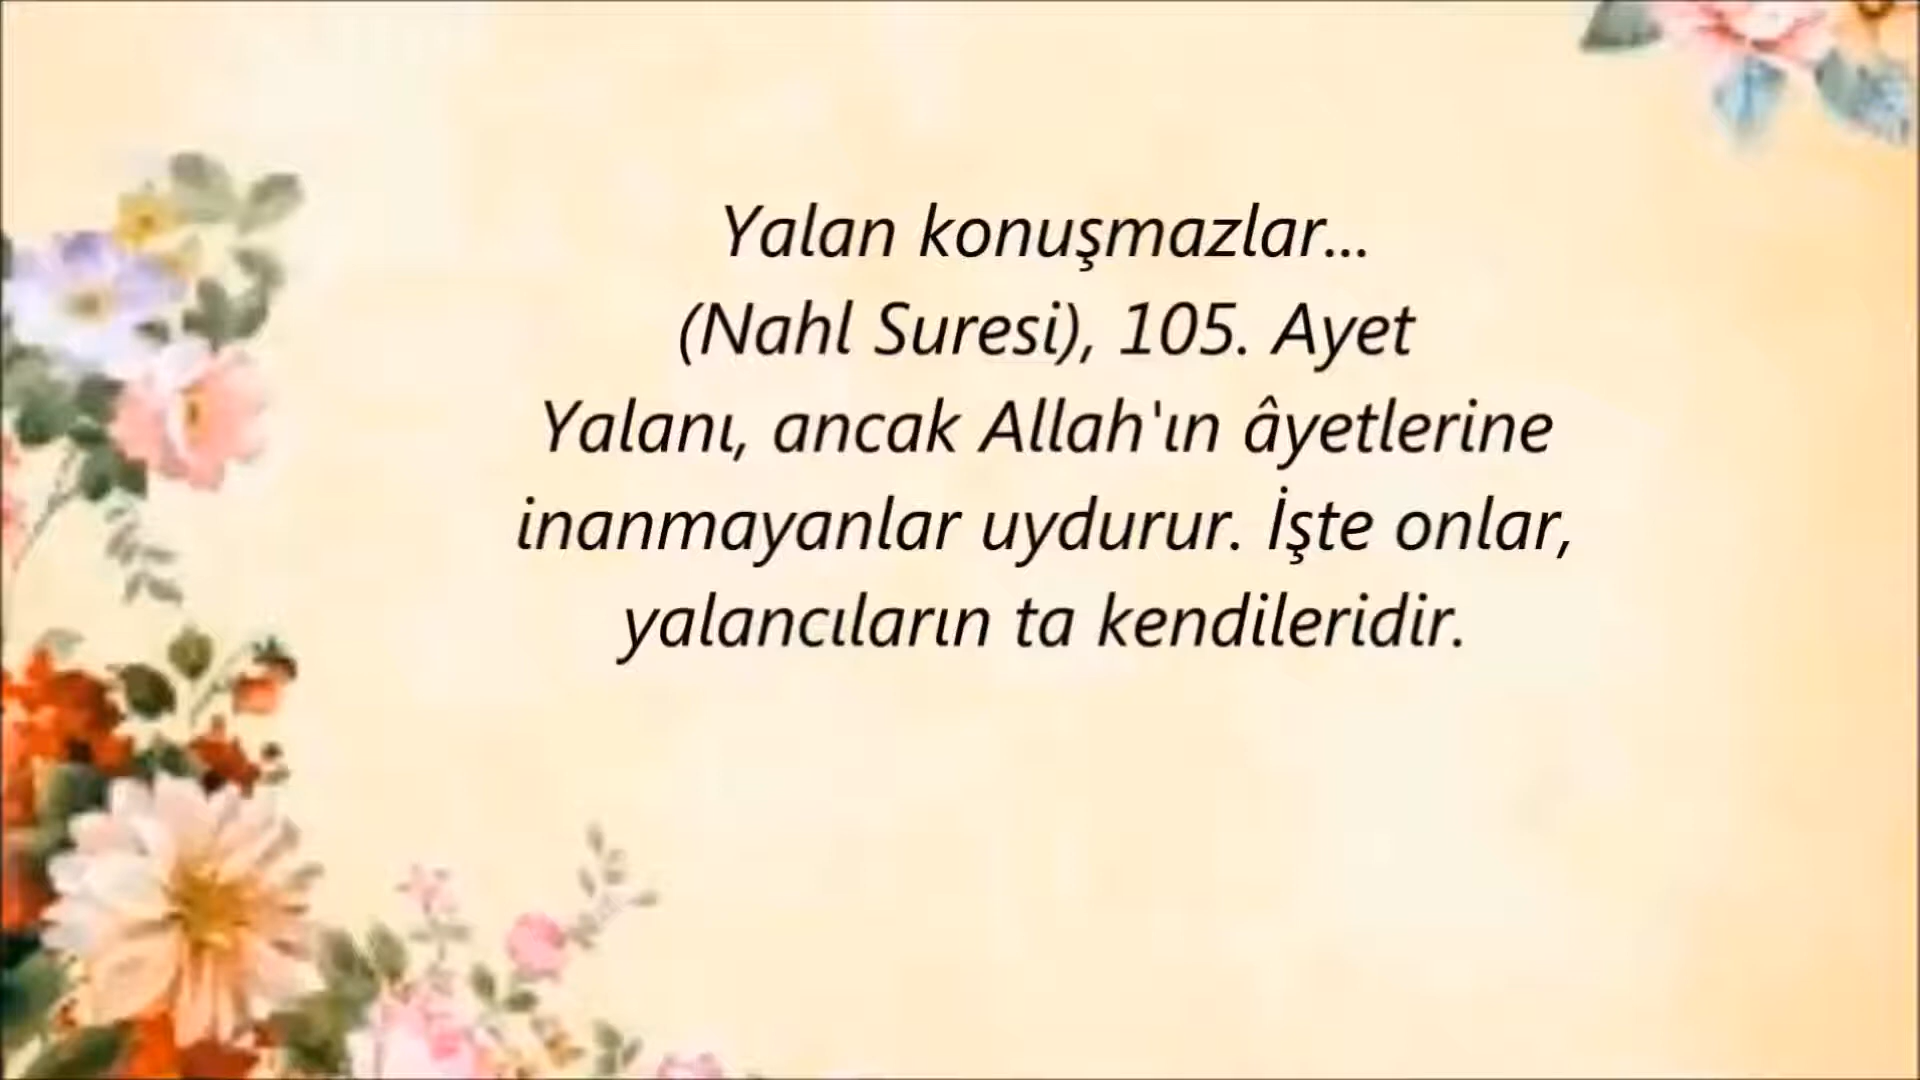 Yalan konuşmazlar...
(Nahl Suresi), 105. Ayet
Yalanı, ancak Allah'ın âyetlerine
inanmayanlar uydurur. İşte onlar,
yalancıların ta kendileridir.